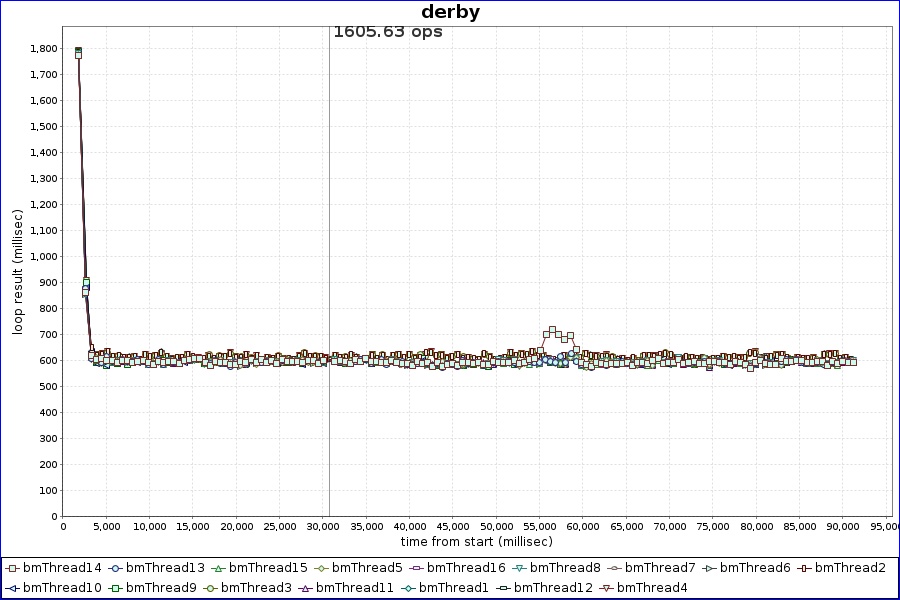 derby
1605.63 ops
1,800
1,700
1,600
1,500
1,400
1,300
1,200
1,100
1,000
900
800
700
600
500
400
300
200
100
0
loop result (millisec)
0 5,000 10,000 15,000 20,000 25,000 30,000 35,000 40,000 45,000 50,000 55,000 60,000 65,000 70,000 75,000 80,000 85,000 90,000 95,000
time from start (millisec)
bmThread14 bmThread13 bmThread15 bmThread5 bmThread16 bmThread8 bmThread7 bmThread6 bmThread2
bmThread10 bmThread9 bmThread3 bmThread11 bmThread1 bmThread12 bmThread4